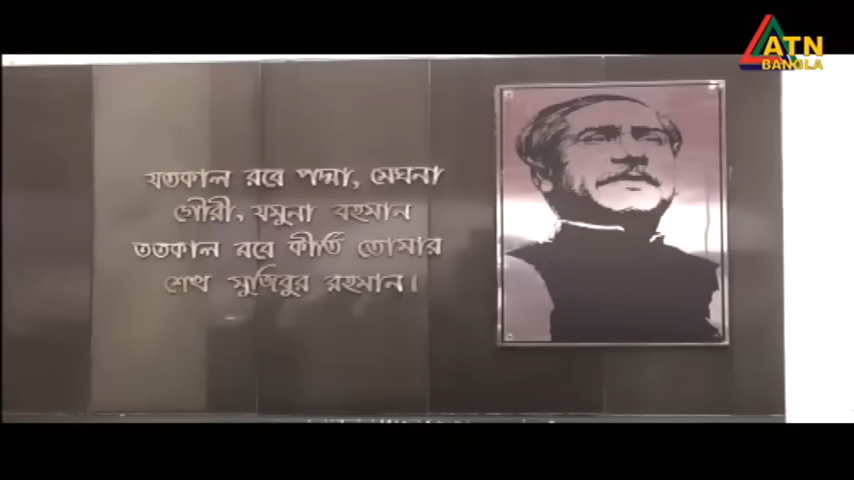 ATN
BANGLA
যতকাল রবে পদ্মা, মেঘনা
গৌরী, যমুনা বহমান
ততকাল রবে কীর্তি তোমার
শেখ মুজিবুর রহমান।